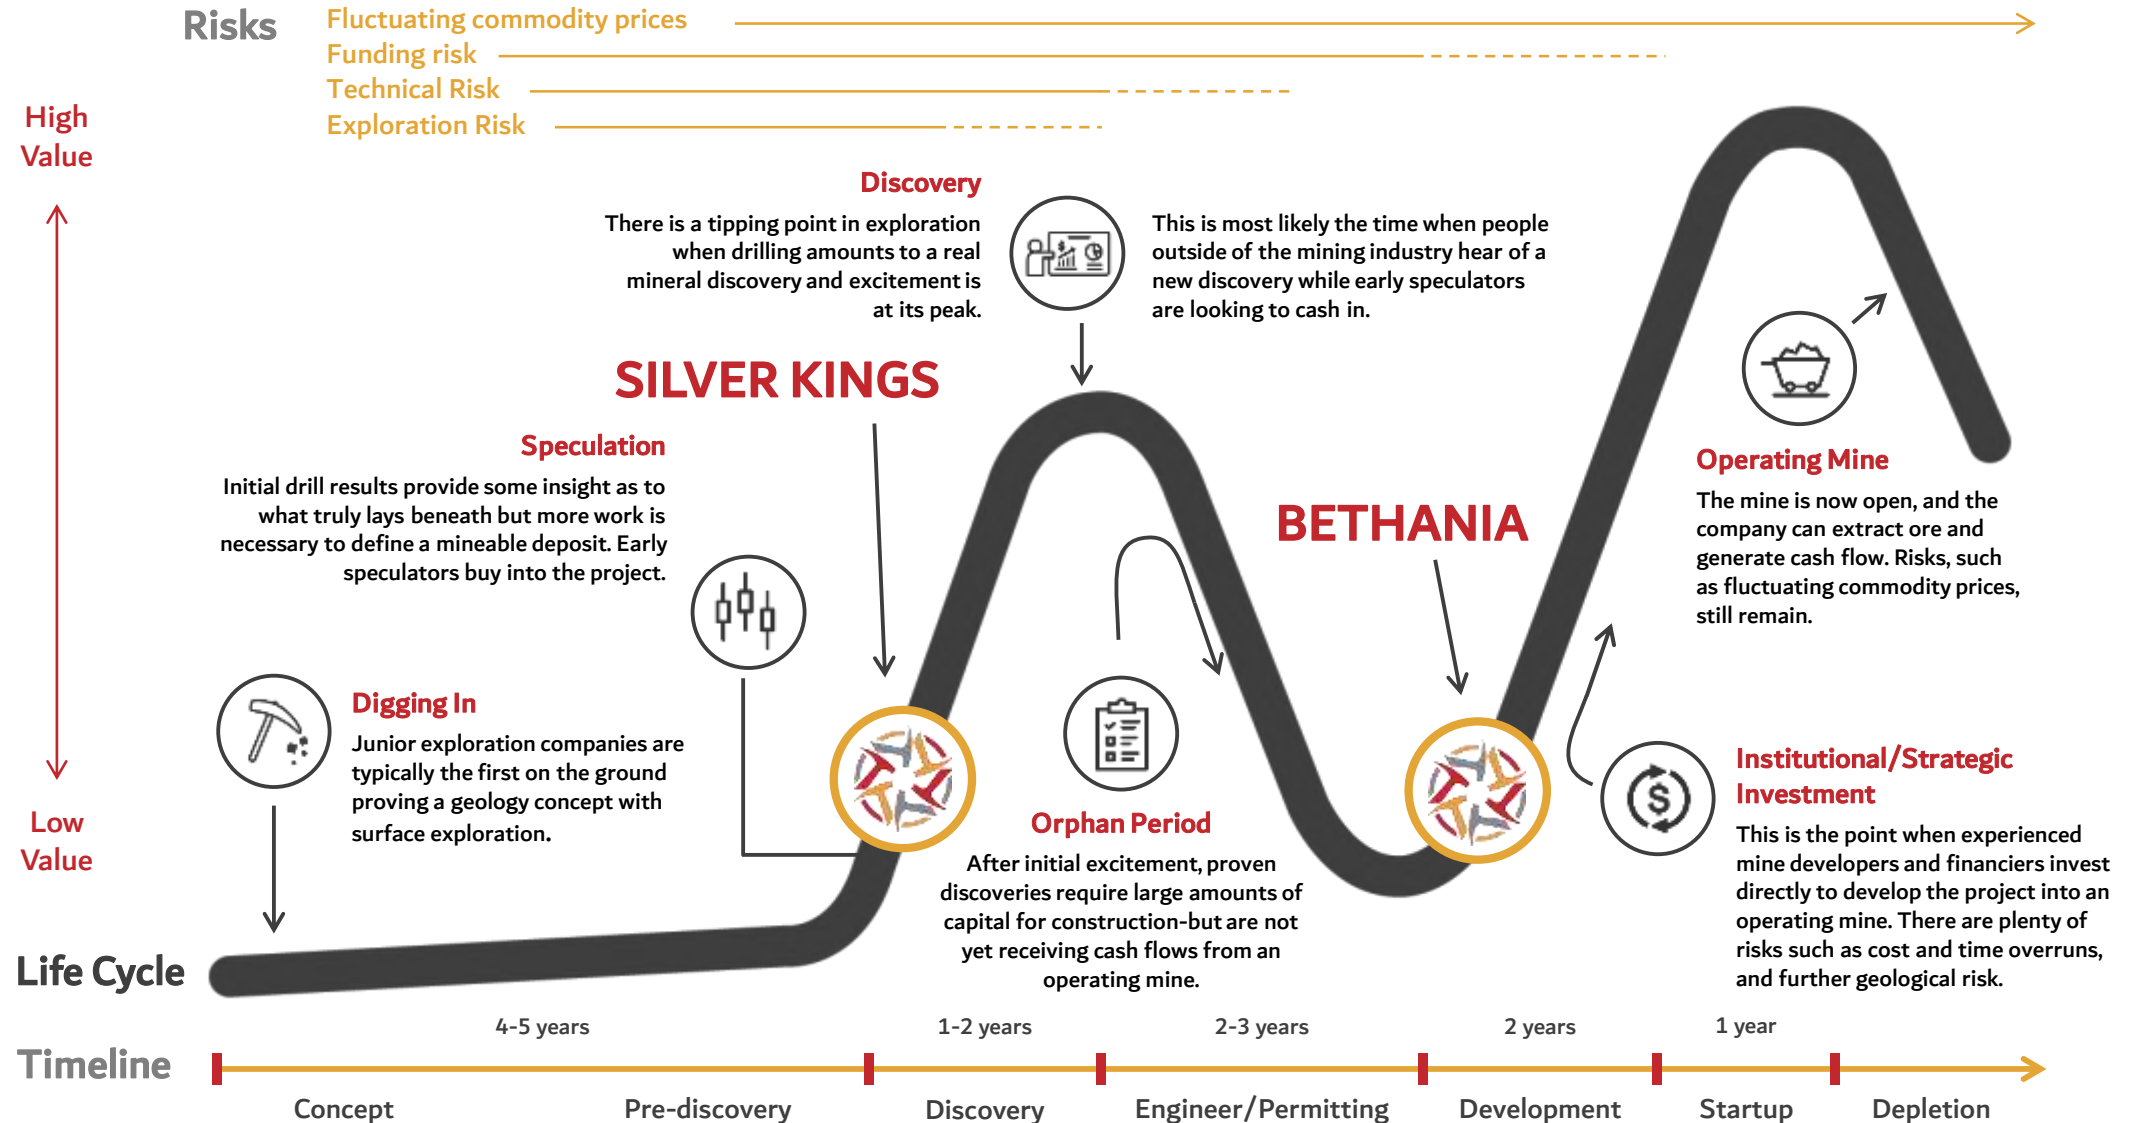 Risks
Fluctuating commodity prices
Funding risk
Technical Risk
Exploration Risk
High
Value
Low
Value
Discovery
There is a tipping point in exploration
when drilling amounts to a real
mineral discovery and excitement is
at its peak.
This is most likely the time when people
outside of the mining industry hear of a
new discovery while early speculators
are looking to cash in.
SILVER KINGS
Speculation
Initial drill results provide some insight as to
what truly lays beneath but more work is
necessary to define a mineable deposit. Early
speculators buy into the project.
BETHANIA
Operating Mine
The mine is now open, and the
company can extract ore and
generate cash flow. Risks, such
as fluctuating commodity prices,
still remain.
Digging In
Junior exploration companies are
typically the first on the ground
proving a geology concept with
surface exploration.
Orphan Period
After initial excitement, proven
discoveries require large amounts of
capital for construction-but are not
yet receiving cash flows from an
operating mine.
$
Institutional/Strategic
Investment
This is the point when experienced
mine developers and financiers invest
directly to develop the project into an
operating mine. There are plenty of
risks such as cost and time overruns,
and further geological risk.
Life Cycle
4-5 years
1-2 years
2-3 years
2 years
1 year
Timeline
Concept
Pre-discovery
Discovery
Engineer/Permitting
Development
Startup
Depletion